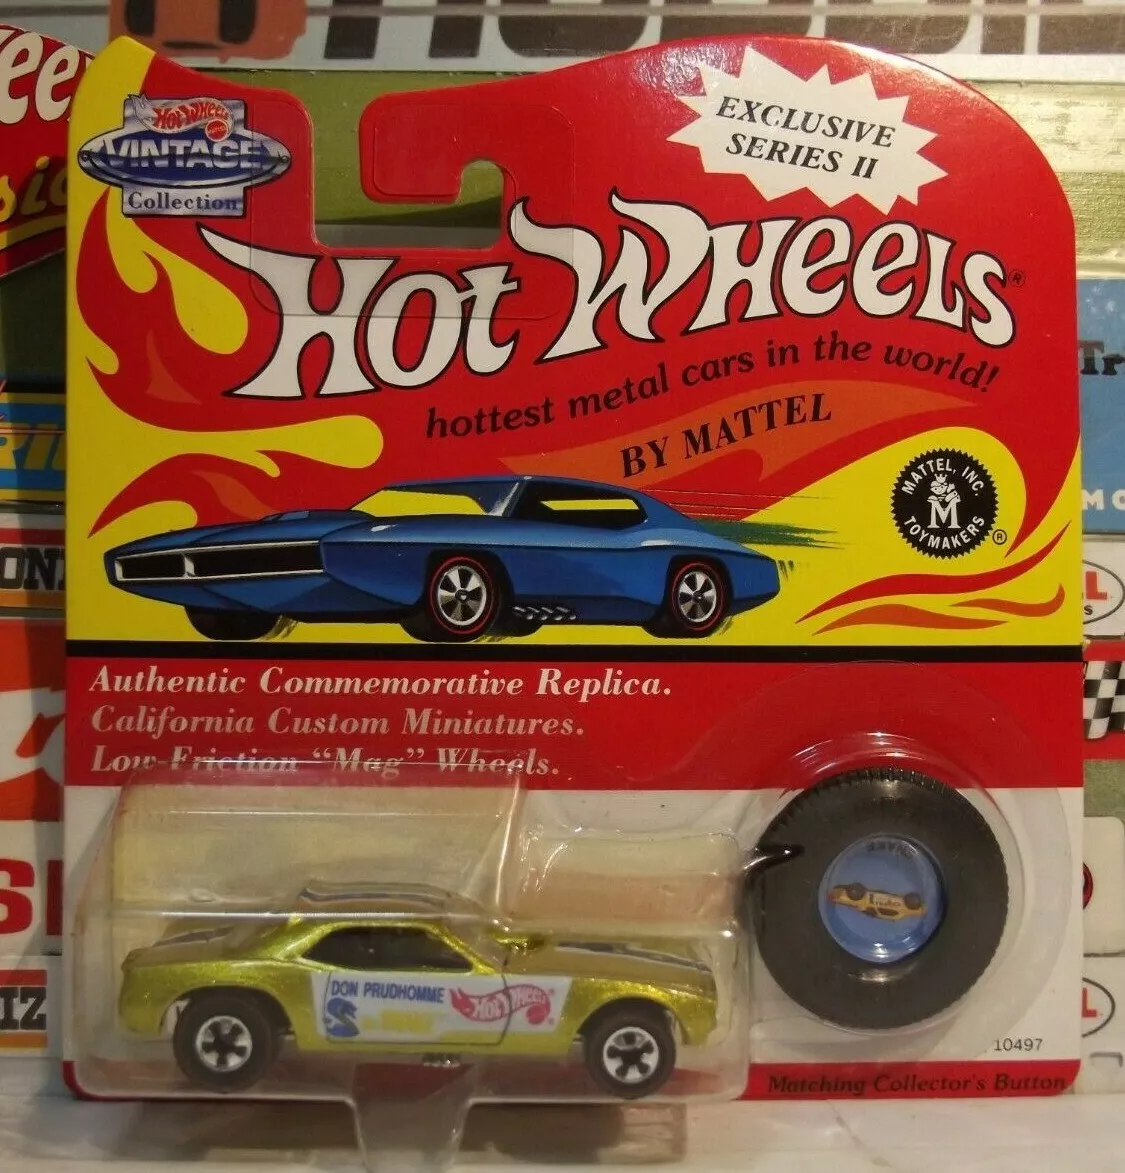 HOT WHEELS
VINTAGE
Collection
EXCLUSIVE
SERIES II
HOT WHEELS®
hottest metal cars in the world!
BY MATTEL
MATTEL, INC.
M
TOYMAKERS
®
Authentic Commemorative Replica.
California Custom Miniatures.
Low-Friction "Mag" Wheels.
SNAKE
DON PRUDHOMME
HOT WHEELS
10497
Matching Collector's Button